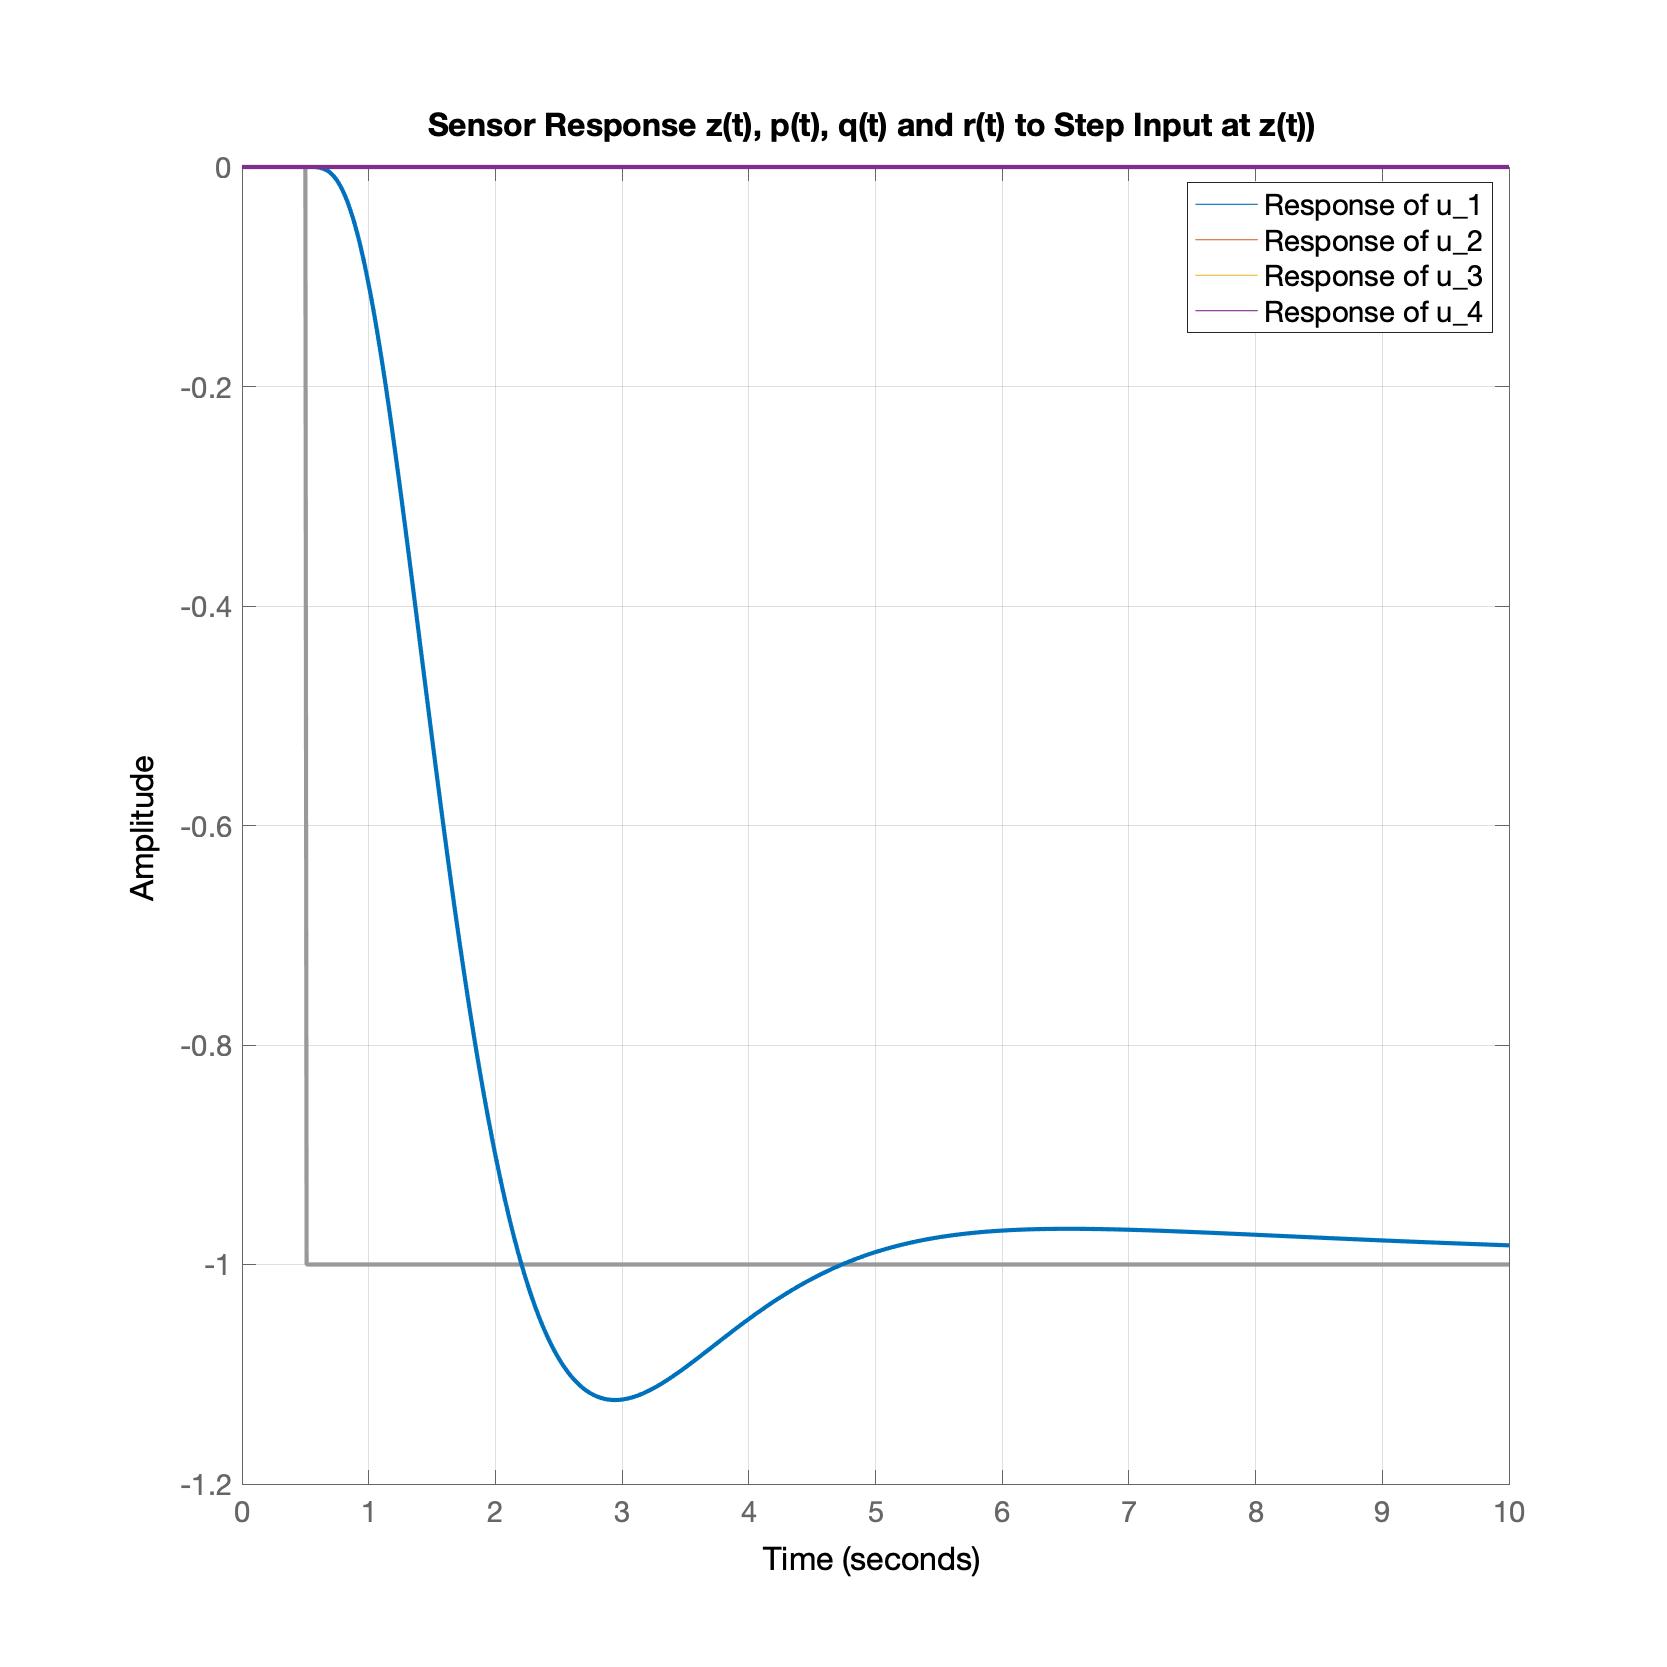 Sensor Response z(t), p(t), q(t) and r(t) to Step Input at z(t))
0
-0.2
-0.4
-0.6
-0.8
-1
-1.2
Amplitude
Response of u_1
Response of u_2
Response of u_3
Response of u_4
0 1 2 3 4 5 6 7 8 9 10
Time (seconds)